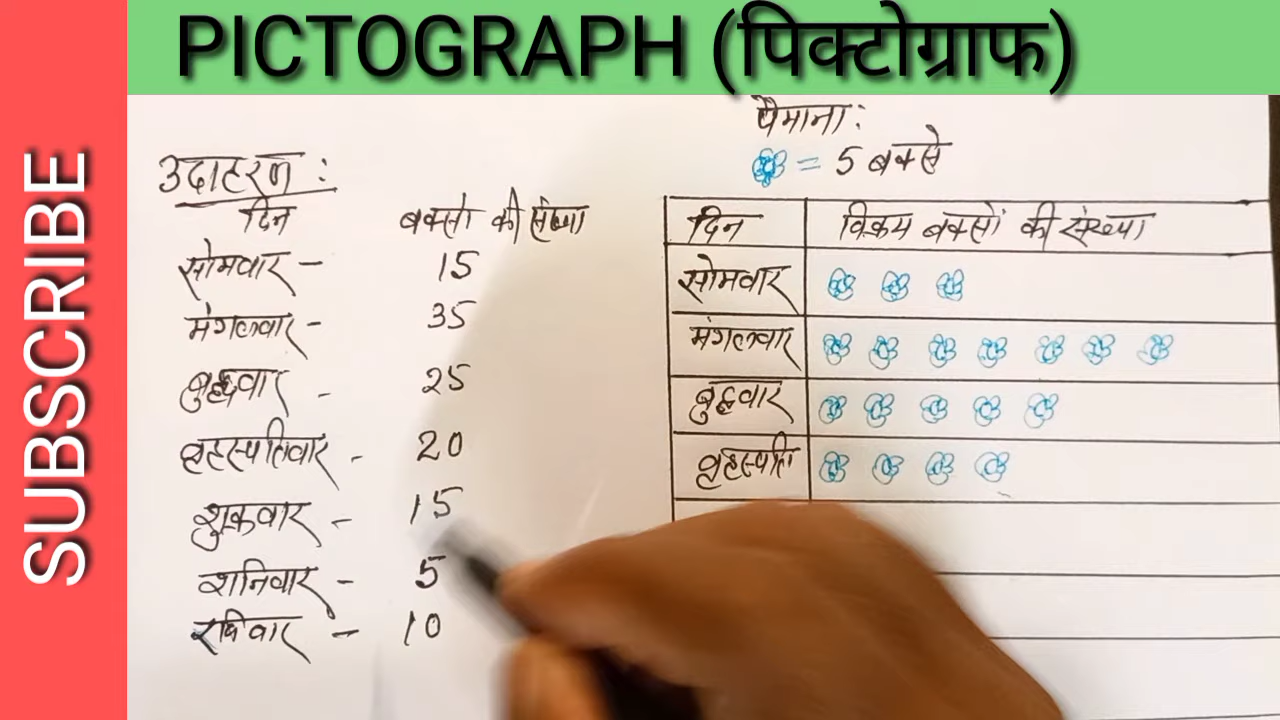 PICTOGRAPH (पिक्टोग्राफ)
SUBSCRIBE
उदाहरण :
दिन बक्सो की संख्या
सोमवार - 15
मंगलवार - 35
बुद्धवार - 25
बृहस्पतिवार - 20
शुक्रवार - 15
शनिवार - 5
रविवार - 10
पैमाना :
= 5 बक्से
दिन विक्रय बक्सों की संख्या
सोमवार
मंगलवार
बुद्धवार
बृहस्पति